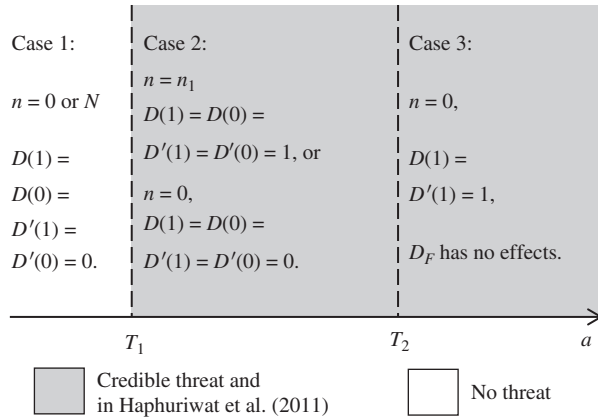 Case 1:
n = 0 or N
D(1) =
D(0) =
D′(1) =
D′(0) = 0.
Case 2:
n = n₁
D(1) = D(0) =
D′(1) = D′(0) = 1, or
n = 0,
D(1) = D(0) =
D′(1) = D′(0) = 0.
Case 3:
n = 0,
D(1) =
D′(1) = 1,
D_F has no effects.
T₁
T₂
a
Credible threat and
in Haphuriwat et al. (2011)
No threat